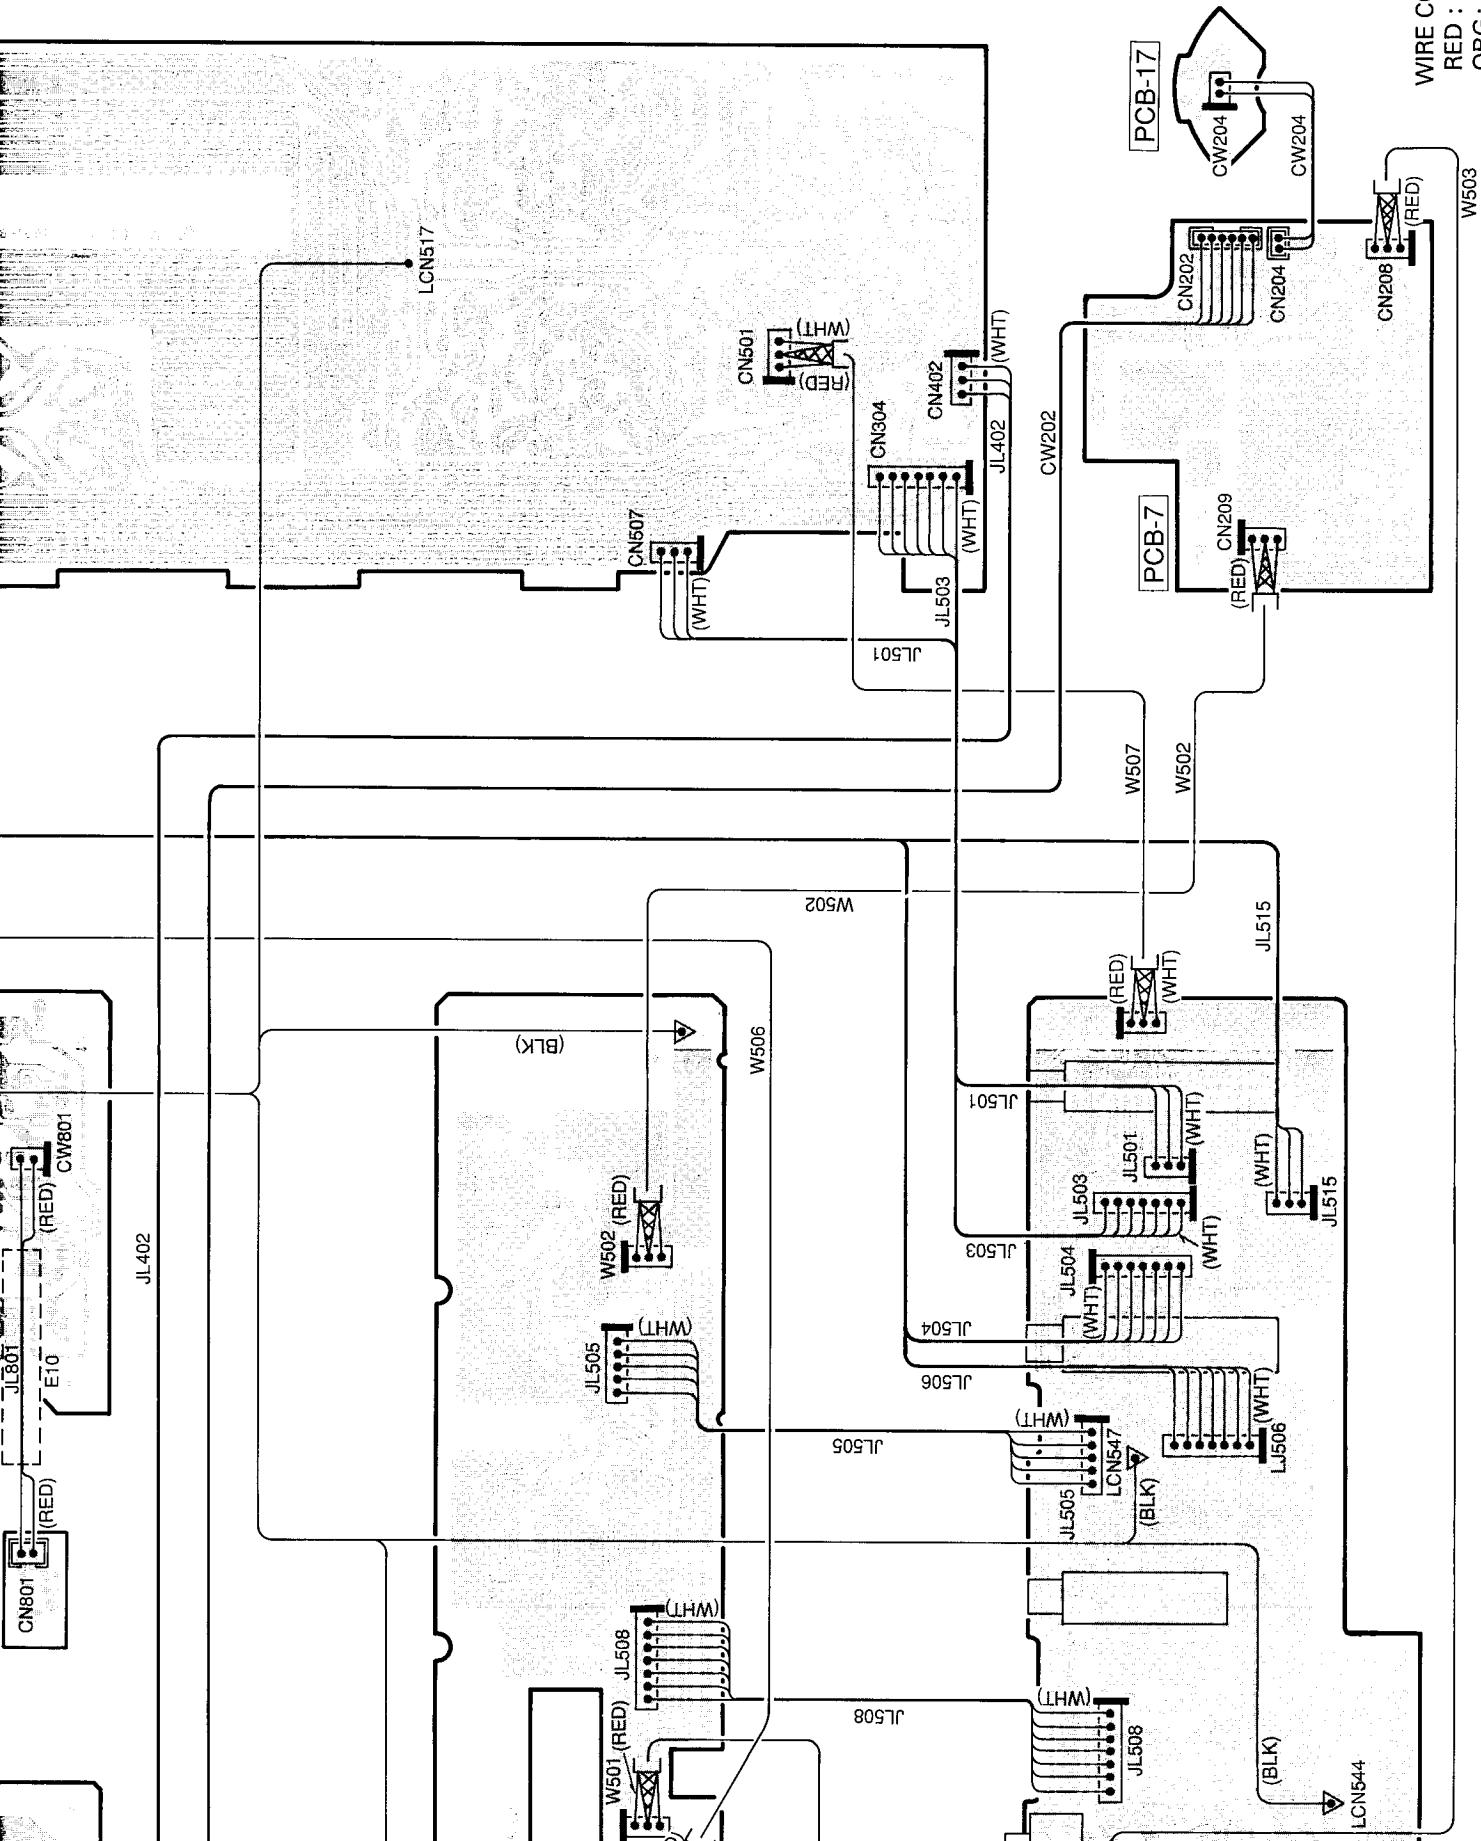 WIRE CO
RED :
ORG :
PCB-17
CW204
CW204
W503
(RED)
CN202
CN204
CN208
LCN517
CN501
(WHT)
(RED)
CN402
(WHT)
CN304
JL402
CW202
(WHT)
CN507
(WHT)
PCB-7
CN209
(RED)
JL503
JL501
W507
W502
W502
JL515
(RED)
(WHT)
(BLK)
W506
JL501
CW801
(RED)
JL501
(WHT)
JL503
(WHT)
JL515
W502
(RED)
JL402
JL503
(WHT)
JL504
(WHT)
JL504
JL801
E10
JL505
(WHT)
JL506
(WHT)
LJ506
JL505
(WHT)
LCN547
JL505
(BLK)
(RED)
CN801
JL508
(WHT)
JL508
(WHT)
JL508
W501
(RED)
(BLK)
LCN544